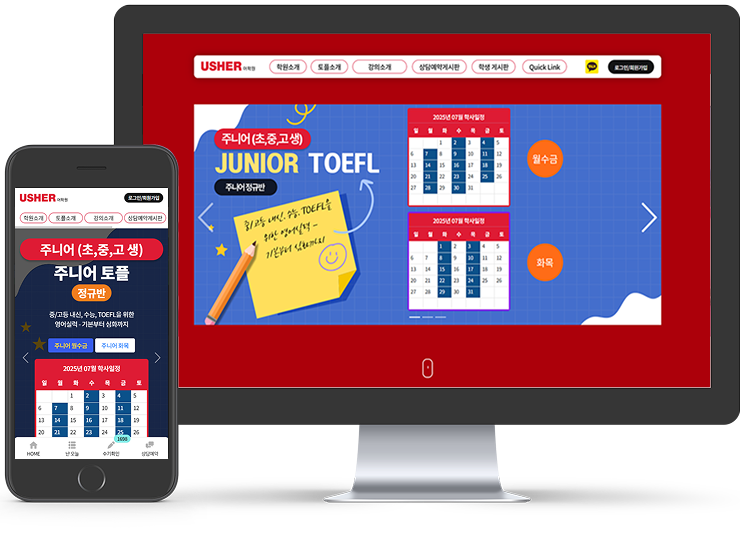 USHER 어학원
학원소개 토플소개 강의소개 상담예약게시판 학생 게시판 Quick Link TALK 로그인/회원가입
주니어 (초,중,고 생)
JUNIOR TOEFL
주니어 정규반
중/고등 내신, 수능, TOEFL을
위한 영어실력 –
기본부터 심화까지!
2025년 07월 학사일정
일 월 화 수 목 금 토
1 2 3 4 5
6 7 8 9 10 11 12
13 14 15 16 17 18 19
20 21 22 23 24 25 26
27 28 29 30 31
월수금
2025년 07월 학사일정
일 월 화 수 목 금 토
1 2 3 4 5
6 7 8 9 10 11 12
13 14 15 16 17 18 19
20 21 22 23 24 25 26
27 28 29 30 31
화목
USHER 어학원
로그인/회원가입
학원소개 토플소개 강의소개 상담예약게시판
주니어 (초,중,고 생)
주니어 토플
정규반
중/고등 내신, 수능, TOEFL을 위한
영어실력 - 기본부터 심화까지
주니어 월수금 주니어 화목
2025년 07월 학사일정
일 월 화 수 목 금 토
1 2 3 4 5
6 7 8 9 10 11 12
13 14 15 16 17 18 19
20 21 22 23 24 25 26
1698
HOME 난 오늘 수기확인 상담예약